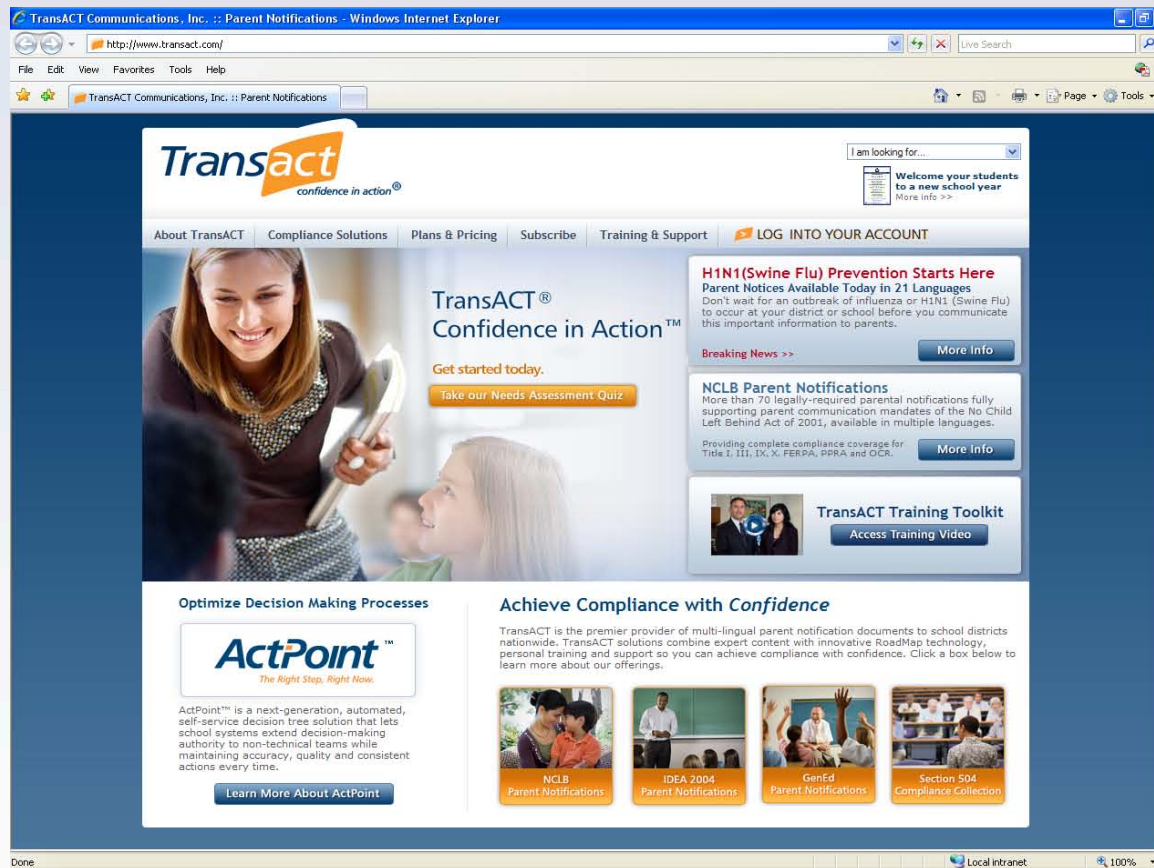 TransACT Communications, Inc. :: Parent Notifications - Windows Internet Explorer
http://www.transact.com/
Live Search
File Edit View Favorites Tools Help
TransACT Communications, Inc. :: Parent Notifications
Page
Tools
Transact
confidence in action®
I am looking for...
Welcome your students
to a new school year
More info >>
About TransACT
Compliance Solutions
Plans & Pricing
Subscribe
Training & Support
LOG INTO YOUR ACCOUNT
TransACT®
Confidence in Action™
Get started today.
Take our Needs Assessment Quiz
H1N1(Swine Flu) Prevention Starts Here
Parent Notices Available Today in 21 Languages
Don't wait for an outbreak of influenza or H1N1 (Swine Flu)
to occur at your district or school before you communicate
this important information to parents.
Breaking News >>
More Info
NCLB Parent Notifications
More than 70 legally-required parental notifications fully
supporting parent communication mandates of the No Child
Left Behind Act of 2001, available in multiple languages.
Providing complete compliance coverage for
Title I, III, IX, X. FERPA, PPRA and OCR.
More Info
TransACT Training Toolkit
Access Training Video
Optimize Decision Making Processes
ActPoint™
The Right Step, Right Now.
ActPoint™ is a next-generation, automated,
self-service decision tree solution that lets
school systems extend decision-making
authority to non-technical teams while
maintaining accuracy, quality and consistent
actions every time.
Learn More About ActPoint
Achieve Compliance with Confidence
TransACT is the premier provider of multi-lingual parent notification documents to school districts
nationwide. TransACT solutions combine expert content with innovative RoadMap technology,
personal training and support so you can achieve compliance with confidence. Click a box below to
learn more about our offerings.
NCLB
Parent Notifications
IDEA 2004
Parent Notifications
GenEd
Parent Notifications
Section 504
Compliance Collection
Done
Local intranet
100%